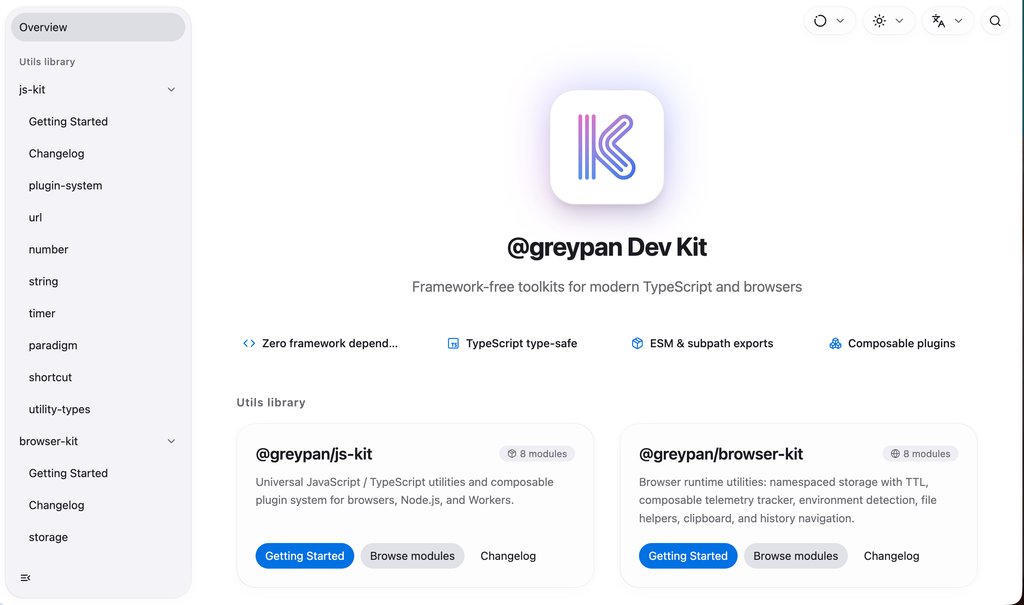 Overview
Utils library
js-kit
Getting Started
Changelog
plugin-system
url
number
string
timer
paradigm
shortcut
utility-types
browser-kit
Getting Started
Changelog
storage
@greypan Dev Kit
Framework-free toolkits for modern TypeScript and browsers
Zero framework depend...
TypeScript type-safe
ESM & subpath exports
Composable plugins
Utils library
@greypan/js-kit
8 modules
Universal JavaScript / TypeScript utilities and composable
plugin system for browsers, Node.js, and Workers.
Getting Started
Browse modules
Changelog
@greypan/browser-kit
8 modules
Browser runtime utilities: namespaced storage with TTL,
composable telemetry tracker, environment detection, file
helpers, clipboard, and history navigation.
Getting Started
Browse modules
Changelog